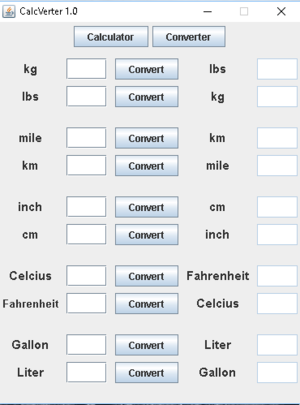 CalcVerter 1.0
Calculator Converter
kg Convert lbs
lbs Convert kg
mile Convert km
km Convert mile
inch Convert cm
cm Convert inch
Celcius Convert Fahrenheit
Fahrenheit Convert Celcius
Gallon Convert Liter
Liter Convert Gallon